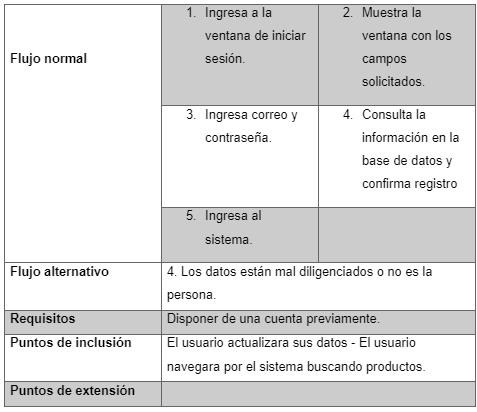 Flujo normal
1. Ingresa a la
ventana de iniciar
sesión.
2. Muestra la
ventana con los
campos
solicitados.
3. Ingresa correo y
contraseña.
4. Consulta la
información en la
base de datos y
confirma registro
5. Ingresa al
sistema.
Flujo alternativo
4. Los datos están mal diligenciados o no es la
persona.
Requisitos
Disponer de una cuenta previamente.
Puntos de inclusión
El usuario actualizara sus datos - El usuario
navegara por el sistema buscando productos.
Puntos de extensión